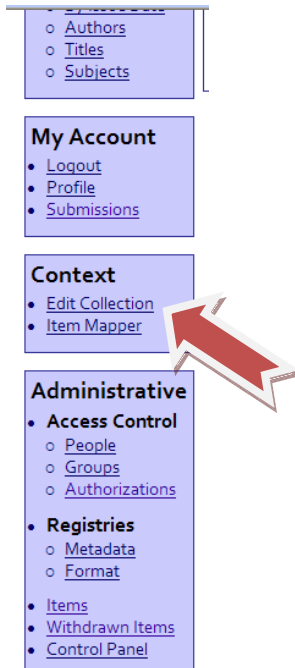 Authors
Titles
Subjects
My Account
Logout
Profile
Submissions
Context
Edit Collection
Item Mapper
Administrative
Access Control
People
Groups
Authorizations
Registries
Metadata
Format
Items
Withdrawn Items
Control Panel